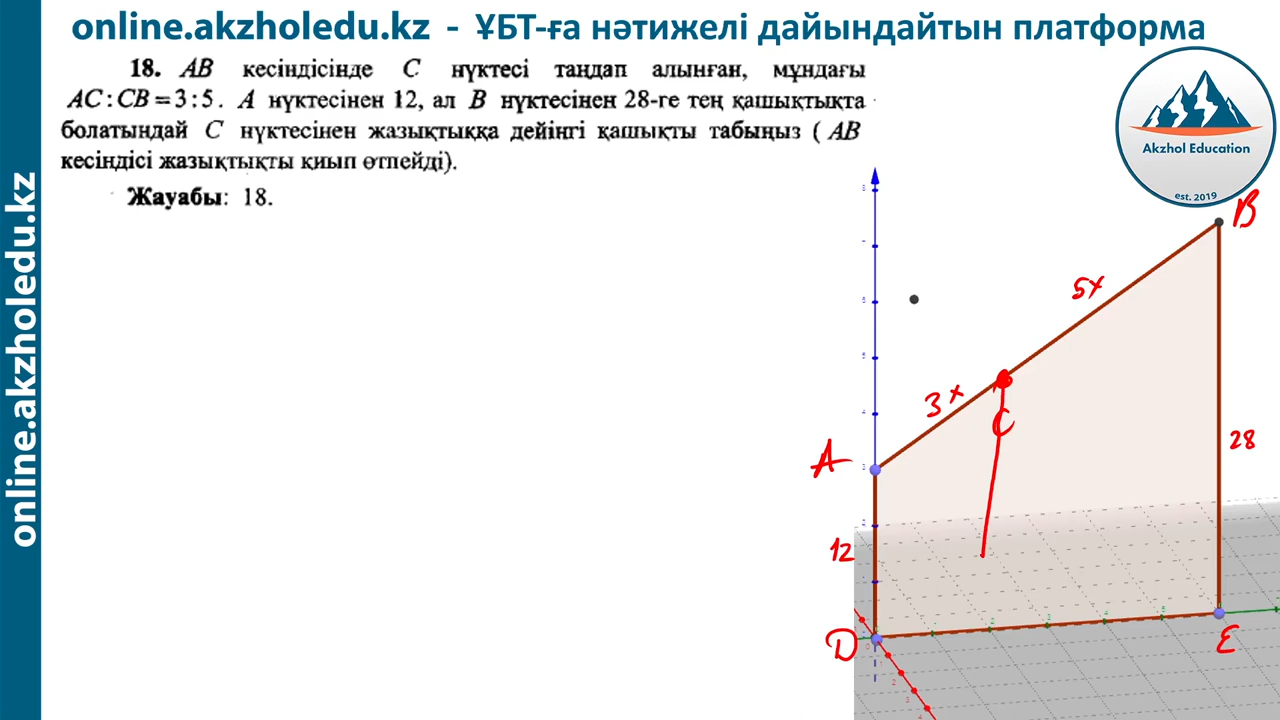 online.akzholedu.kz - ҰБТ-ға нәтижелі дайындайтын платформа
online.akzholedu.kz
18. AB кесіндісінде C нүктесі таңдап алынған, мұндағы
AC:CB=3:5. A нүктесінен 12, ал B нүктесінен 28-ге тең қашықтықта
болатындай C нүктесінен жазықтыққа дейінгі қашықты табыңыз ( AB
кесіндісі жазықтықты қиып өтпейді).
Жауабы: 18.
Akzhol Education
est. 2019
B
5x
3x
C
A
28
12
D
E